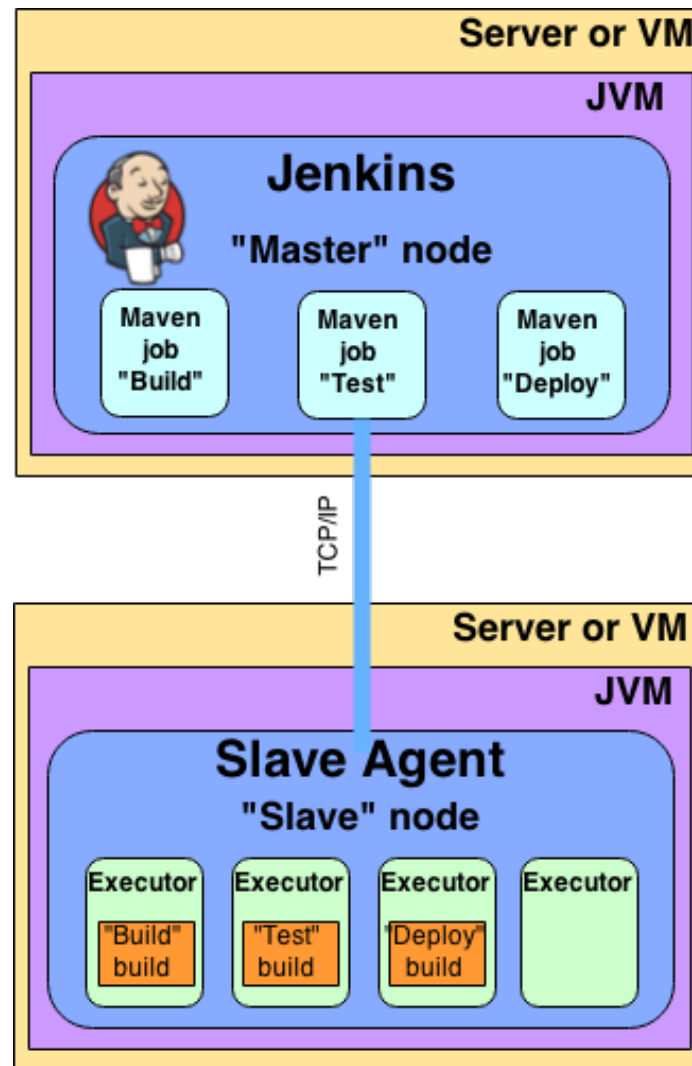 Server or VM
JVM
Jenkins
"Master" node
Maven
job
"Build"
Maven
job
"Test"
Maven
job
"Deploy"
TCP/IP
Server or VM
JVM
Slave Agent
"Slave" node
Executor
"Build"
build
Executor
"Test"
build
Executor
"Deploy"
build
Executor